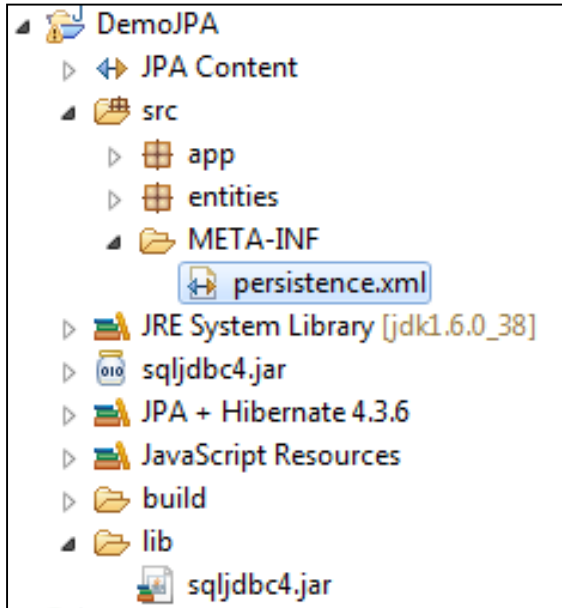 DemoJPA
JPA Content
src
app
entities
META-INF
persistence.xml
JRE System Library [jdk1.6.0_38]
sqljdbc4.jar
JPA + Hibernate 4.3.6
JavaScript Resources
build
lib
sqljdbc4.jar